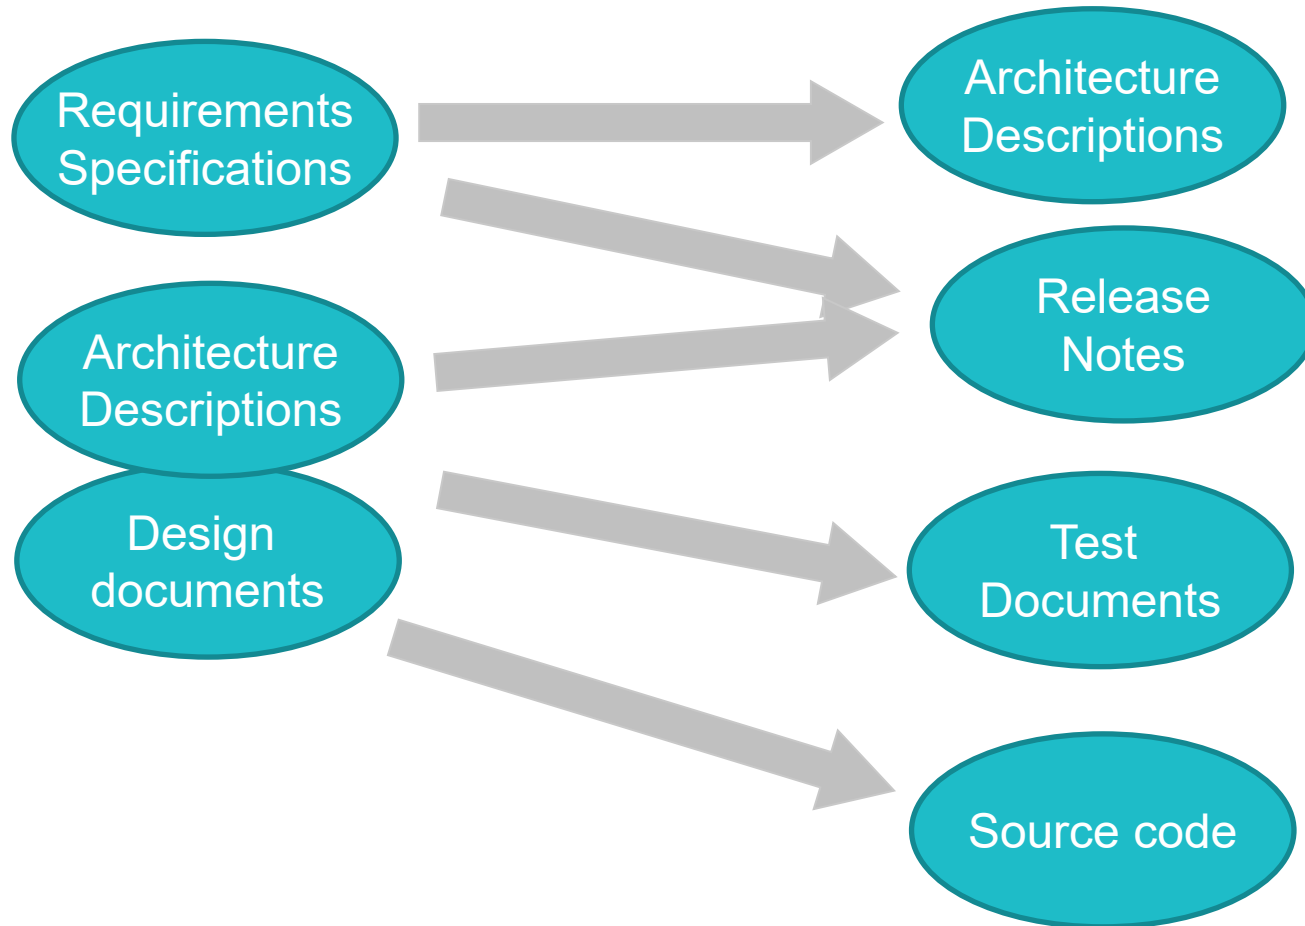 Requirements
Specifications
Architecture
Descriptions
Design
documents
Architecture
Descriptions
Release
Notes
Test
Documents
Source code